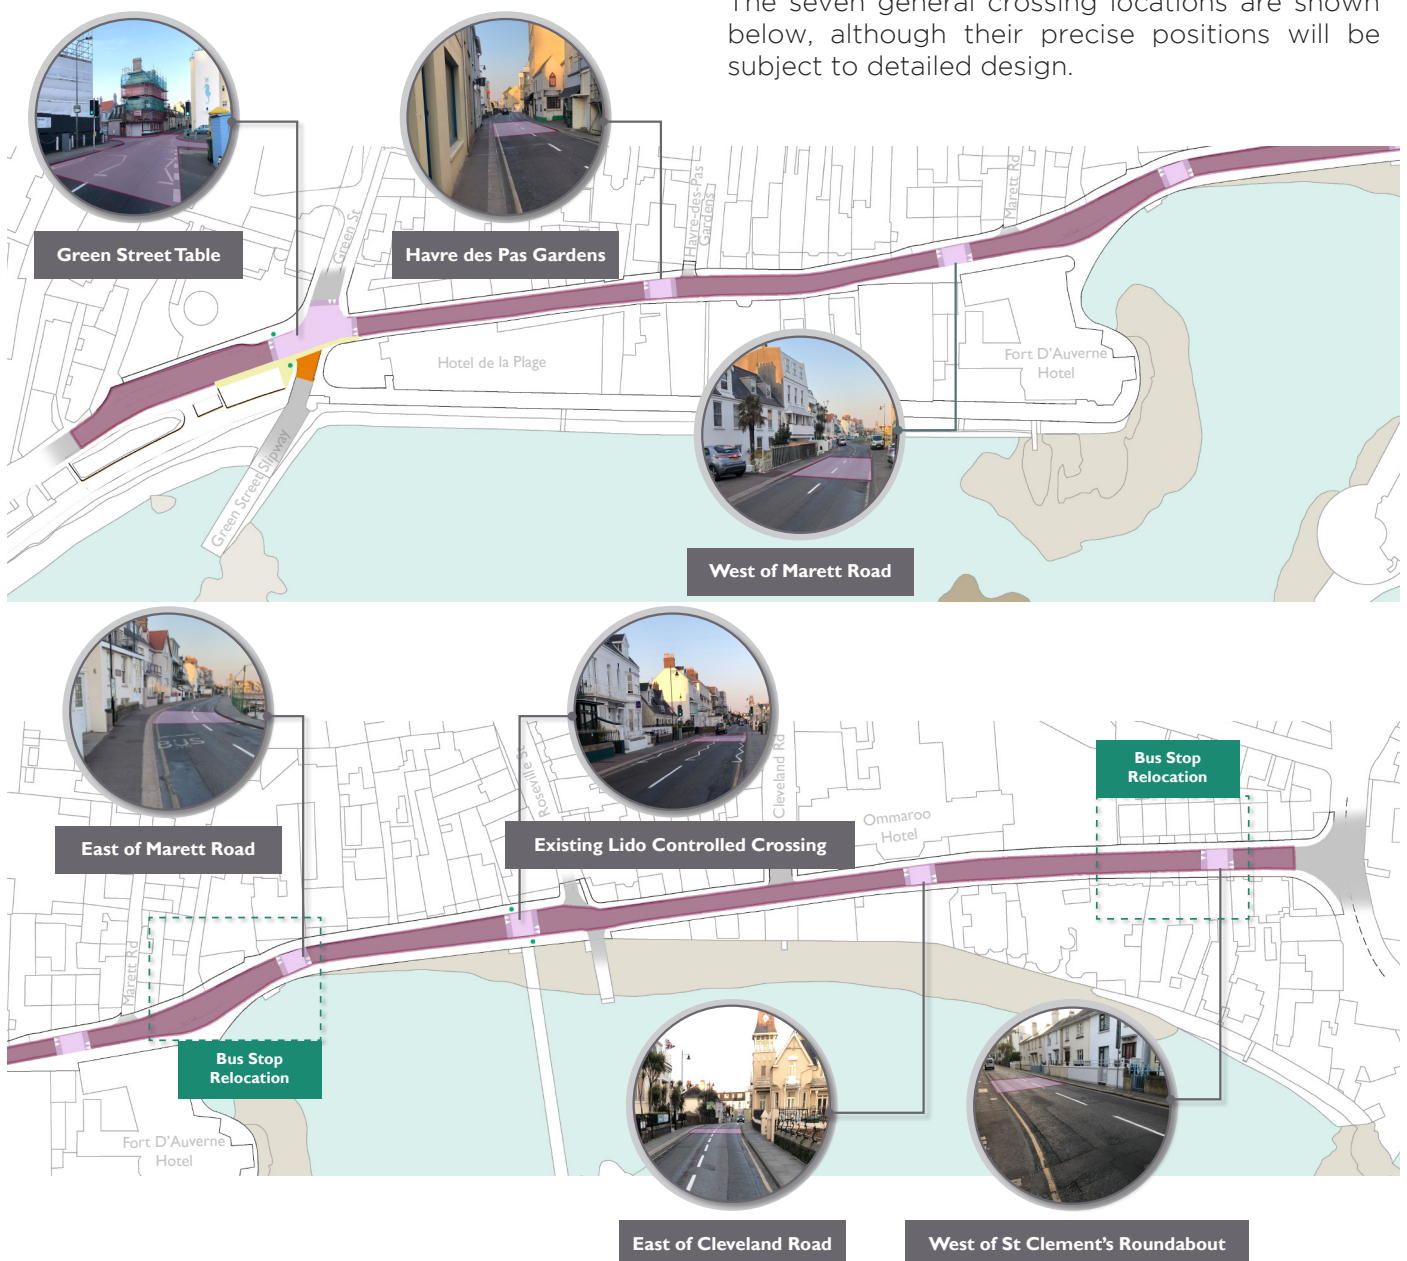 The seven general crossing locations are shown
below, although their precise positions will be
subject to detailed design.
Green Street Table
Havre des Pas Gardens
Green St
Havre-des-Pas
Gardens
Marett Rd
Hotel de la Plage
Fort D'Auverne
Hotel
Green Street Slipway
West of Marett Road
East of Marett Road
BUS
Existing Lido Controlled Crossing
Roseville St
Cleveland Rd
Ommaroo
Hotel
Bus Stop
Relocation
Marett Rd
Bus Stop
Relocation
Fort D'Auverne
Hotel
East of Cleveland Road
West of St Clement's Roundabout